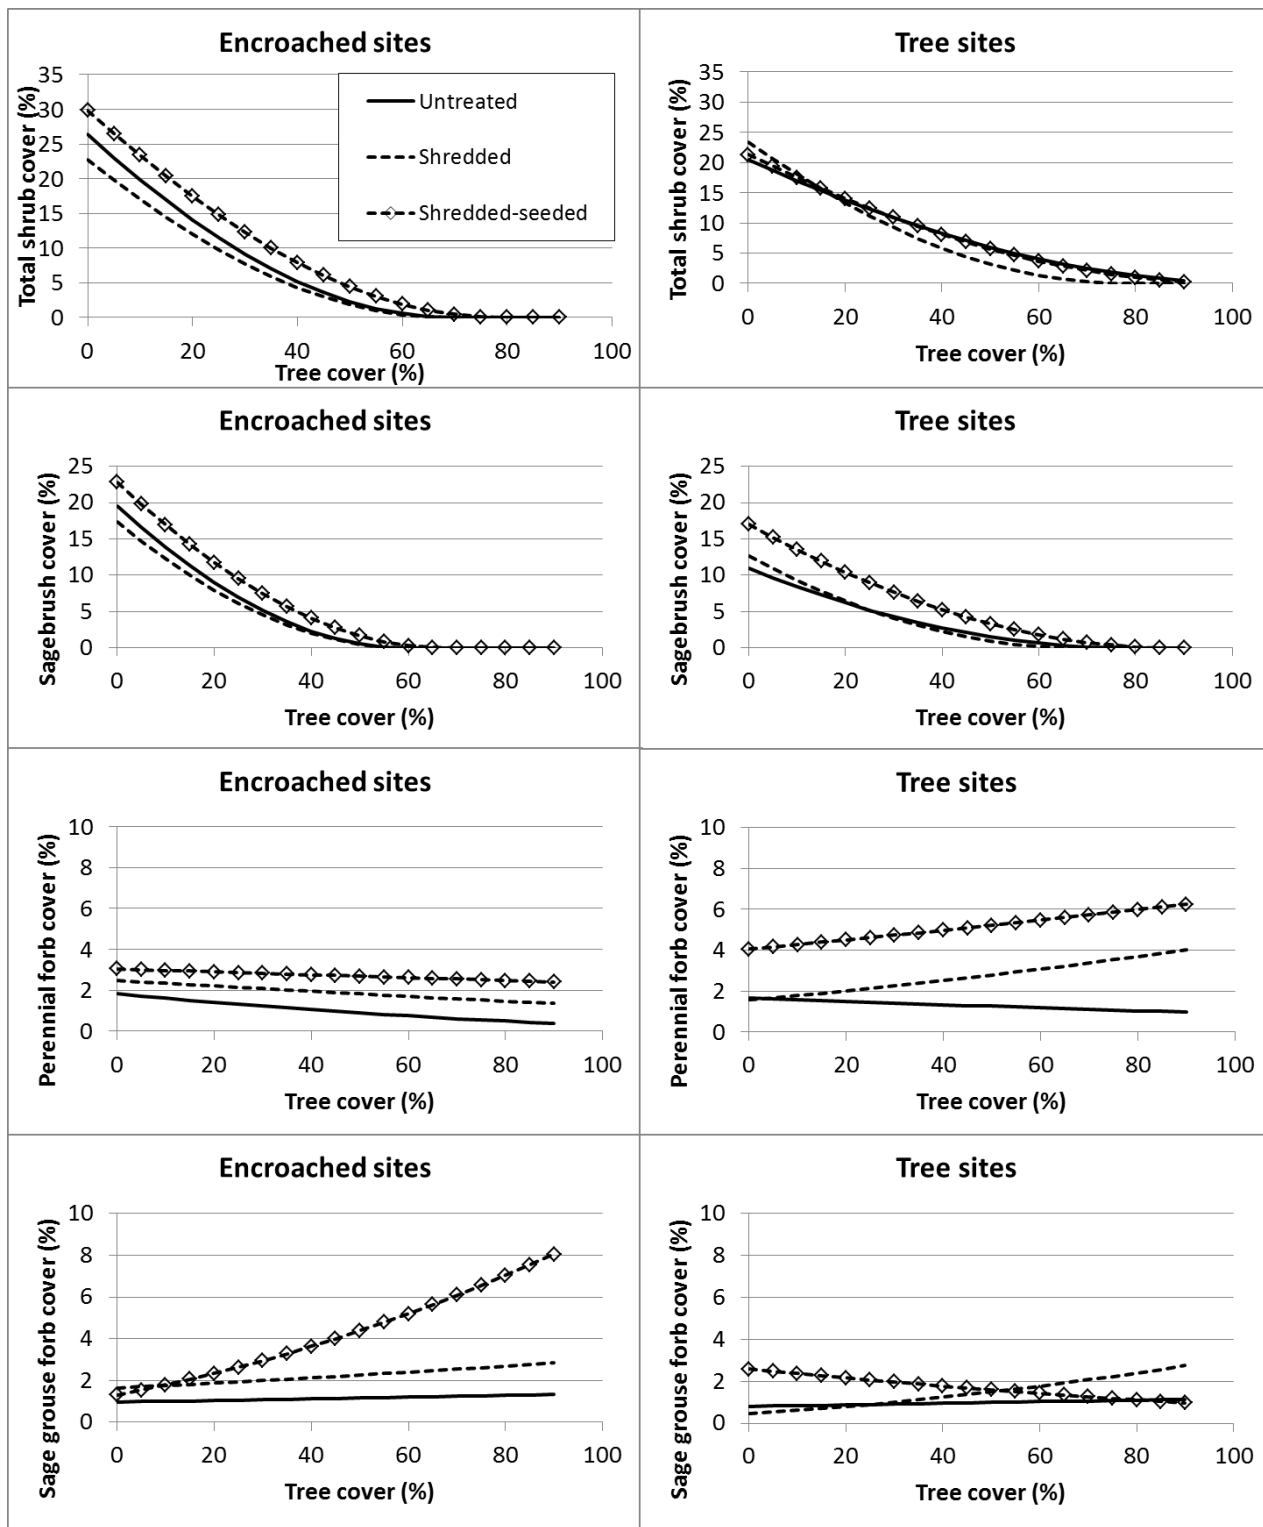 Encroached sites
Total shrub cover (%)
35
30
25
20
15
10
5
0
Untreated
Shredded
Shredded-seeded
0 20 40 60 80 100
Tree cover (%)
Tree sites
Total shrub cover (%)
35
30
25
20
15
10
5
0
0 20 40 60 80 100
Tree cover (%)
Encroached sites
Sagebrush cover (%)
25
20
15
10
5
0
0 20 40 60 80 100
Tree cover (%)
Tree sites
Sagebrush cover (%)
25
20
15
10
5
0
0 20 40 60 80 100
Tree cover (%)
Encroached sites
Perennial forb cover (%)
10
8
6
4
2
0
0 20 40 60 80 100
Tree cover (%)
Tree sites
Perennial forb cover (%)
10
8
6
4
2
0
0 20 40 60 80 100
Tree cover (%)
Encroached sites
Sage grouse forb cover (%)
10
8
6
4
2
0
0 20 40 60 80 100
Tree cover (%)
Tree sites
Sage grouse forb cover (%)
10
8
6
4
2
0
0 20 40 60 80 100
Tree cover (%)